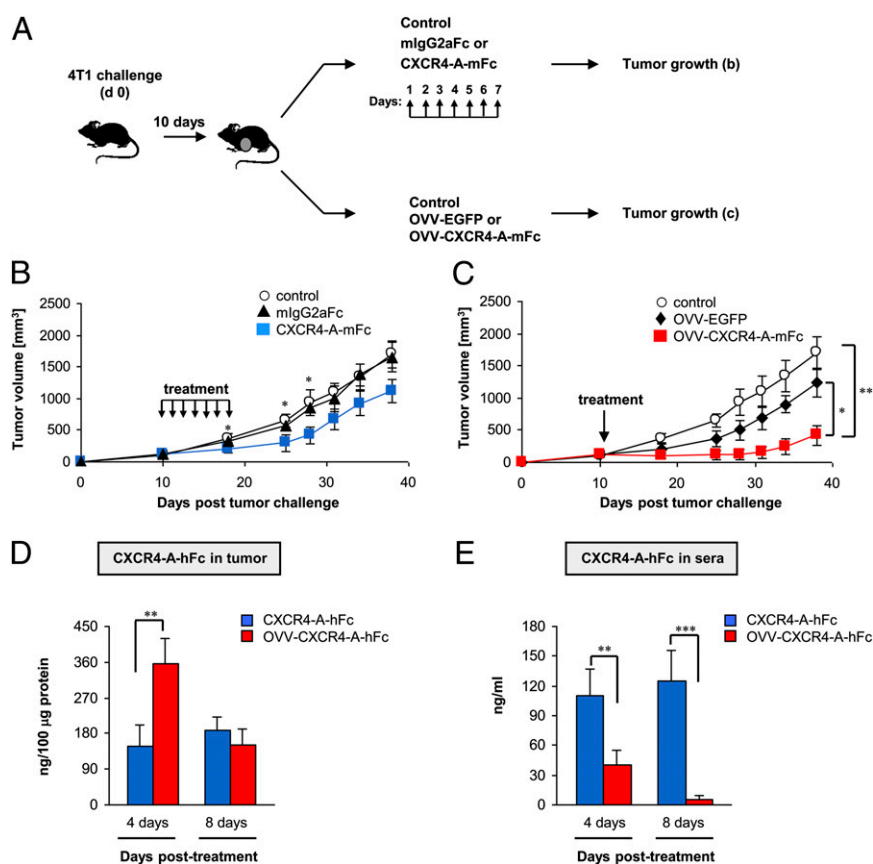 A
4T1 challenge
(d 0)
10 days
Control
mIgG2aFc or
CXCR4-A-mFc
Days: 1 2 3 4 5 6 7
Tumor growth (b)
Control
OVV-EGFP or
OVV-CXCR4-A-mFc
Tumor growth (c)
B
Tumor volume [mm³]
2500
2000
1500
1000
500
0
control
mIgG2aFc
CXCR4-A-mFc
treatment
*
*
*
0 10 20 30 40
Days post tumor challenge
C
Tumor volume [mm³]
2500
2000
1500
1000
500
0
control
OVV-EGFP
OVV-CXCR4-A-mFc
treatment
*
**
0 10 20 30 40
Days post tumor challenge
D
CXCR4-A-hFc in tumor
ng/100 µg protein
450
360
270
180
90
0
CXCR4-A-hFc
OVV-CXCR4-A-hFc
**
4 days 8 days
Days post-treatment
E
CXCR4-A-hFc in sera
ng/ml
180
150
120
90
60
30
0
CXCR4-A-hFc
OVV-CXCR4-A-hFc
**
***
4 days 8 days
Days post-treatment